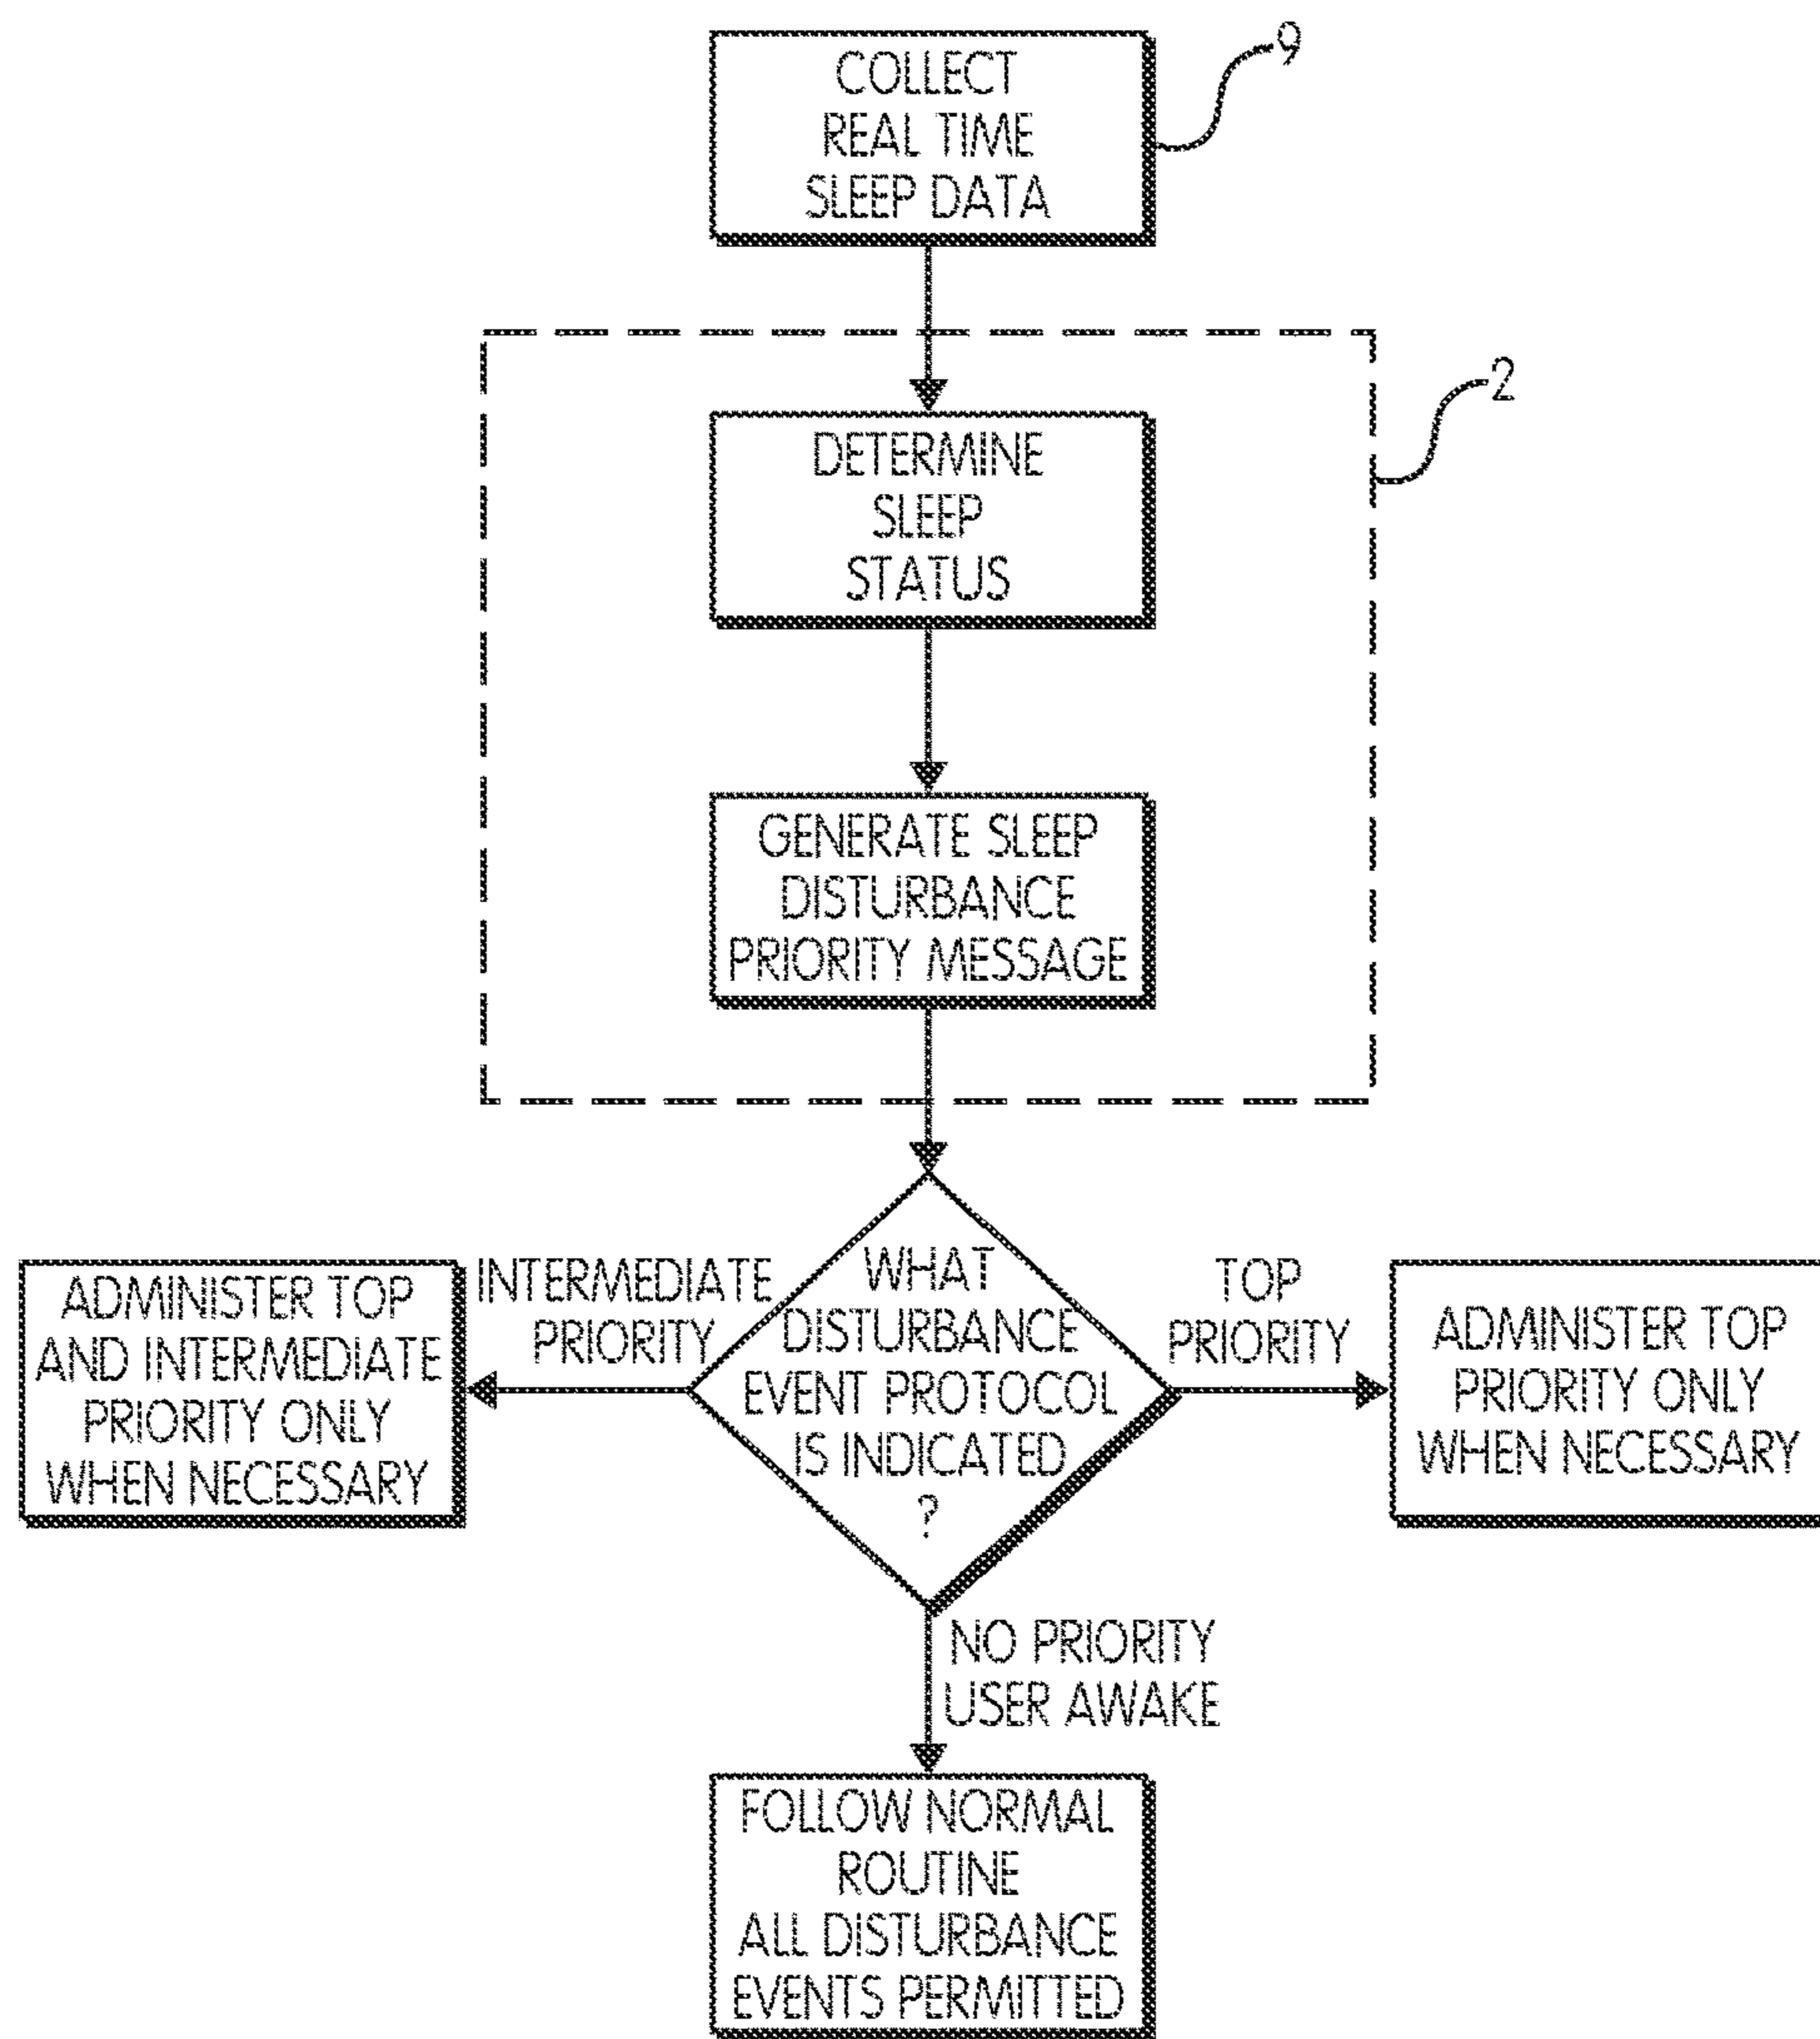 COLLECT
REAL TIME
SLEEP DATA
9
DETERMINE
SLEEP
STATUS
2
GENERATE SLEEP
DISTURBANCE
PRIORITY MESSAGE
WHAT
DISTURBANCE
EVENT PROTOCOL
IS INDICATED
?
INTERMEDIATE
PRIORITY
ADMINISTER TOP
AND INTERMEDIATE
PRIORITY ONLY
WHEN NECESSARY
TOP
PRIORITY
ADMINISTER TOP
PRIORITY ONLY
WHEN NECESSARY
NO PRIORITY
USER AWAKE
FOLLOW NORMAL
ROUTINE
ALL DISTURBANCE
EVENTS PERMITTED